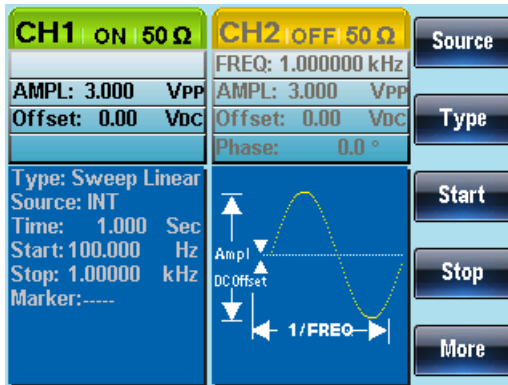 CH1 ON 50 Ω
AMPL: 3.000 VPP
Offset: 0.00 VDC
Type: Sweep Linear
Source: INT
Time: 1.000 Sec
Start: 100.000 Hz
Stop: 1.00000 kHz
Marker:-----
CH2 OFF 50 Ω
FREQ: 1.000000 kHz
AMPL: 3.000 VPP
Offset: 0.00 VDC
Phase: 0.0 °
Ampl
DC Offset
1/FREQ
Source
Type
Start
Stop
More